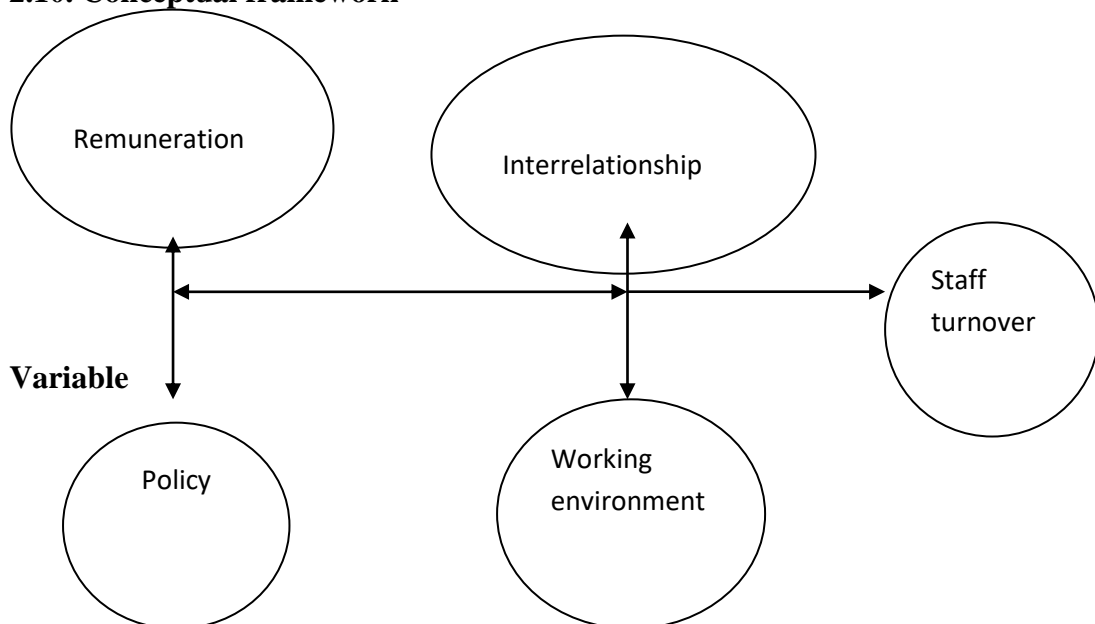 2.10: Conceptual framework
Remuneration
Interrelationship
Staff
turnover
Variable
Policy
Working
environment